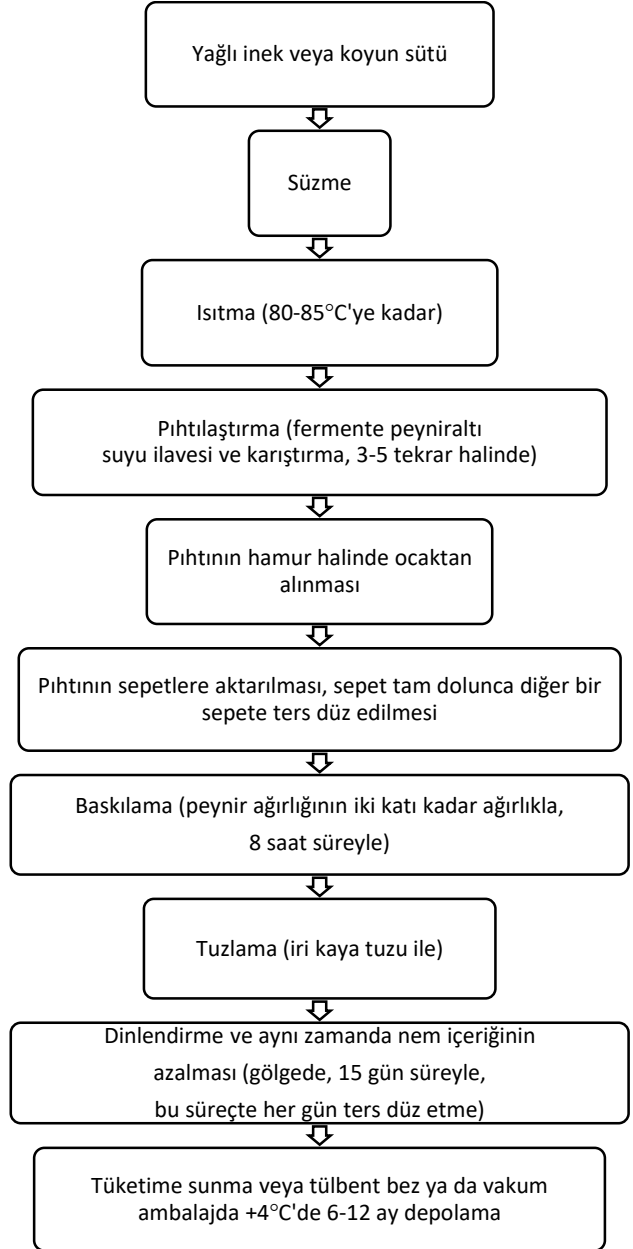 Yağlı inek veya koyun sütü
Süzme
Isıtma (80-85°C'ye kadar)
Pıhtılaştırma (fermente peyniraltı
suyu ilavesi ve karıştırma, 3-5 tekrar halinde)
Pıhtının hamur halinde ocaktan
alınması
Pıhtının sepetlere aktarılması, sepet tam dolunca diğer bir
sepete ters düz edilmesi
Baskılama (peynir ağırlığının iki katı kadar ağırlıkla,
8 saat süreyle)
Tuzlama (iri kaya tuzu ile)
Dinlendirme ve aynı zamanda nem içeriğinin
azalması (gölgede, 15 gün süreyle,
bu süreçte her gün ters düz etme)
Tüketime sunma veya tülbent bez ya da vakum
ambalajda +4°C'de 6-12 ay depolama